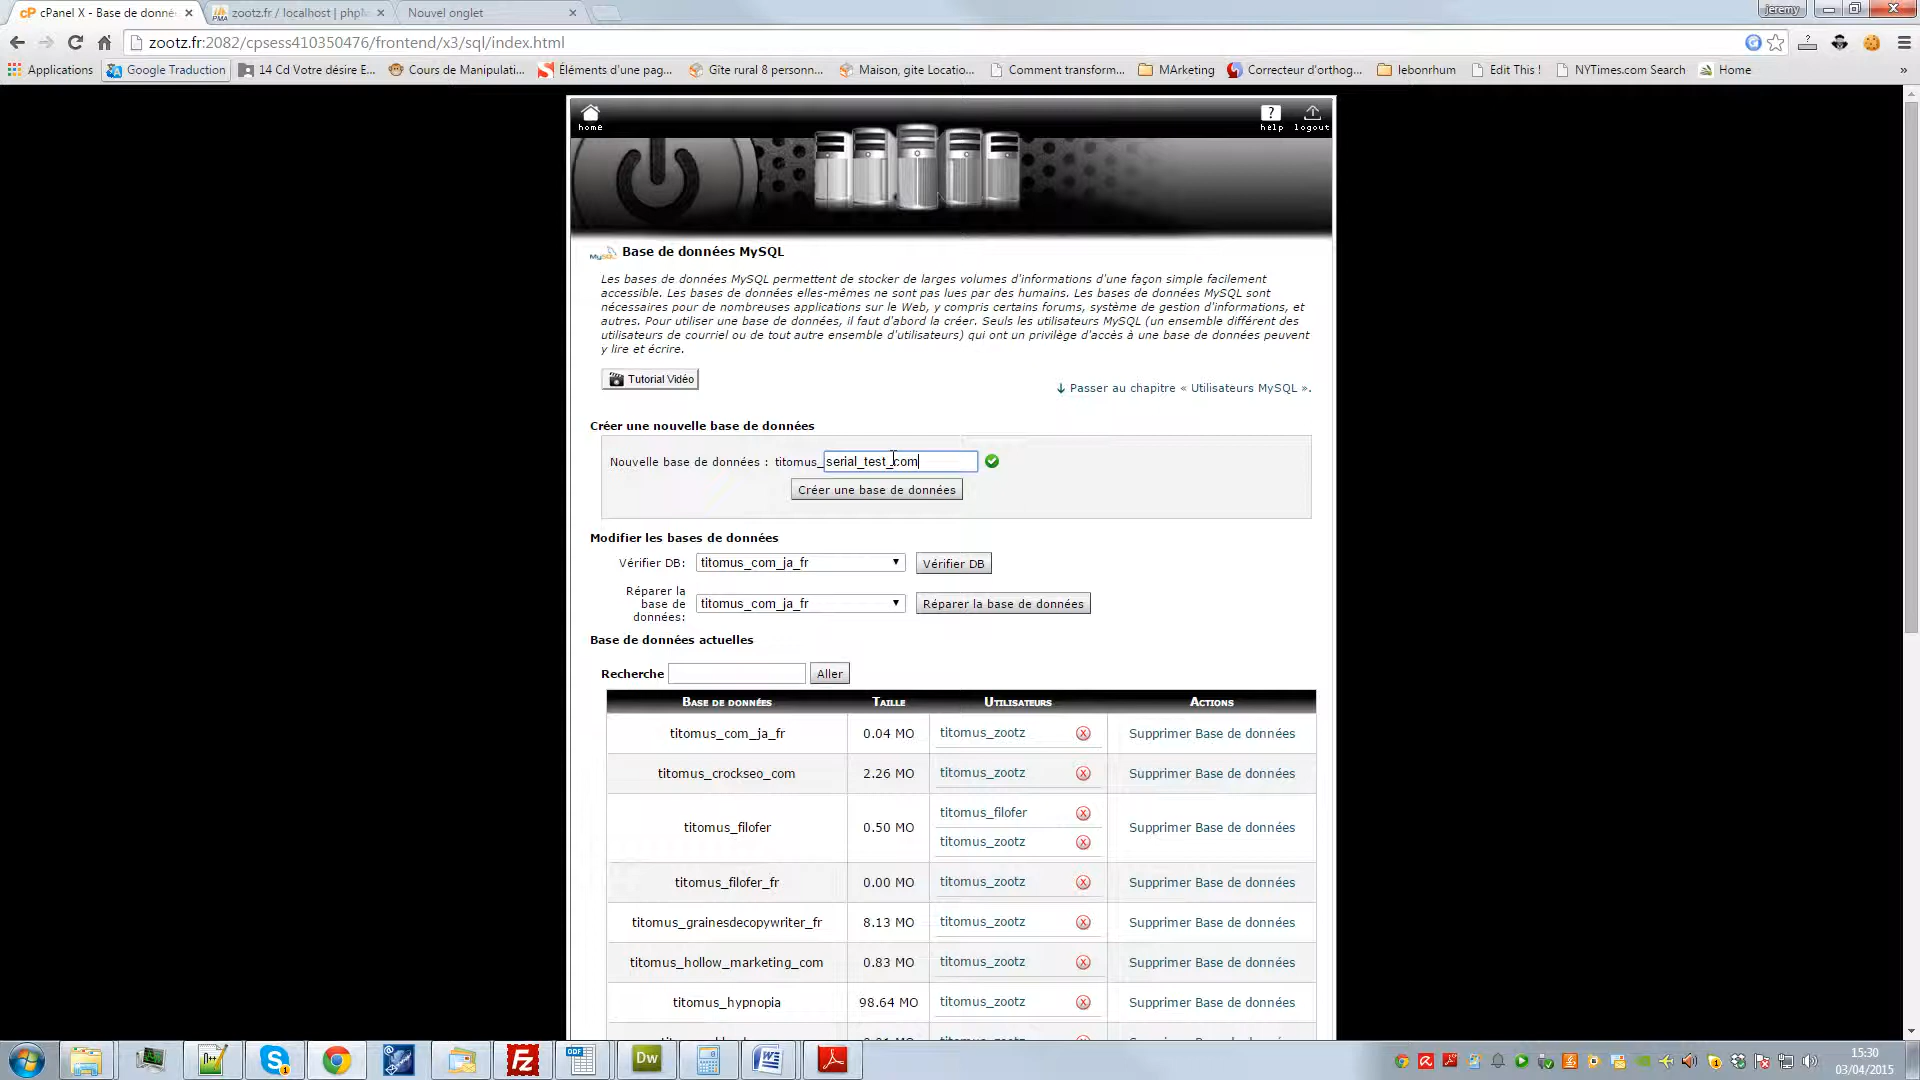 cPanel X - Base de donné
zootz.fr / localhost | phpM
Nouvel onglet
jeremy
zootz.fr:2082/cpsess410350476/frontend/x3/sql/index.html
Applications
Google Traduction
14 Cd Votre désire E...
Cours de Manipulati...
Éléments d'une pag...
Gîte rural 8 personn...
Maison, gite Locatio...
Comment transform...
MArketing
Correcteur d'orthog...
lebonrhum
Edit This !
NYTimes.com Search
Home
»
home
help
logout
MySQL
Base de données MySQL
Les bases de données MySQL permettent de stocker de larges volumes d'informations d'une façon simple facilement
accessible. Les bases de données elles-mêmes ne sont pas lues par des humains. Les bases de données MySQL sont
nécessaires pour de nombreuses applications sur le Web, y compris certains forums, système de gestion d'informations, et
autres. Pour utiliser une base de données, il faut d'abord la créer. Seuls les utilisateurs MySQL (un ensemble différent des
utilisateurs de courriel ou de tout autre ensemble d'utilisateurs) qui ont un privilège d'accès à une base de données peuvent
y lire et écrire.
Tutorial Vidéo
Passer au chapitre « Utilisateurs MySQL ».
Créer une nouvelle base de données
Nouvelle base de données : titomus_ serial_test_com
Créer une base de données
Modifier les bases de données
Vérifier DB: titomus_com_ja_fr Vérifier DB
Réparer la
base de
données:
titomus_com_ja_fr Réparer la base de données
Base de données actuelles
Recherche Aller
Base de données Taille Utilisateurs Actions
titomus_com_ja_fr 0.04 MO titomus_zootz Supprimer Base de données
titomus_crockseo_com 2.26 MO titomus_zootz Supprimer Base de données
titomus_filofer 0.50 MO titomus_filofer Supprimer Base de données
titomus_zootz
titomus_filofer_fr 0.00 MO titomus_zootz Supprimer Base de données
titomus_grainesdecopywriter_fr 8.13 MO titomus_zootz Supprimer Base de données
titomus_hollow_marketing_com 0.83 MO titomus_zootz Supprimer Base de données
titomus_hypnopia 98.64 MO titomus_zootz Supprimer Base de données
15:30
03/04/2015